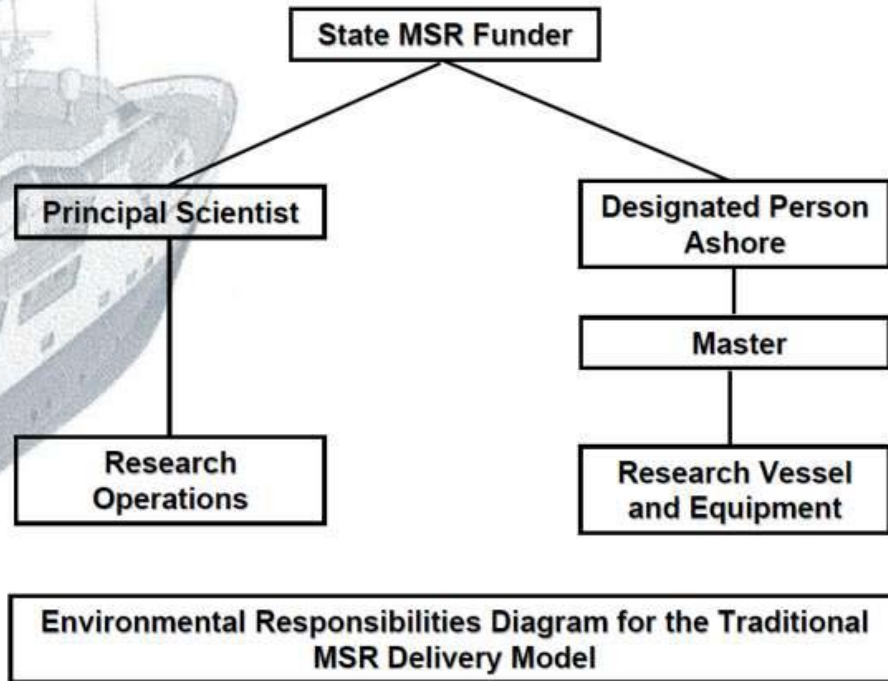 State MSR Funder
Principal Scientist
Designated Person
Ashore
Master
Research
Operations
Research Vessel
and Equipment
Environmental Responsibilities Diagram for the Traditional
MSR Delivery Model